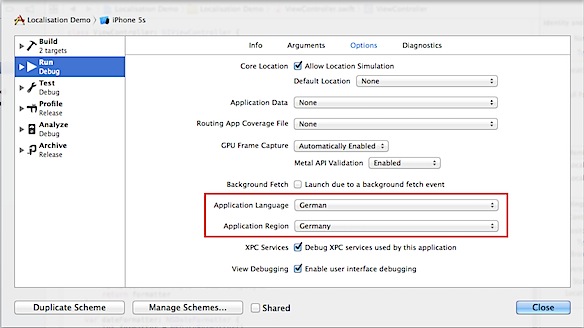 Localisation Demo iPhone 5s
Build
2 targets
Run
Debug
Test
Debug
Profile
Release
Analyze
Debug
Archive
Release
Info Arguments Options Diagnostics
Core Location Allow Location Simulation
Default Location None
Application Data None
Routing App Coverage File None
GPU Frame Capture Automatically Enabled
Metal API Validation Enabled
Background Fetch Launch due to a background fetch event
Application Language German
Application Region Germany
XPC Services Debug XPC services used by this application
View Debugging Enable user interface debugging
Duplicate Scheme Manage Schemes... Shared Close